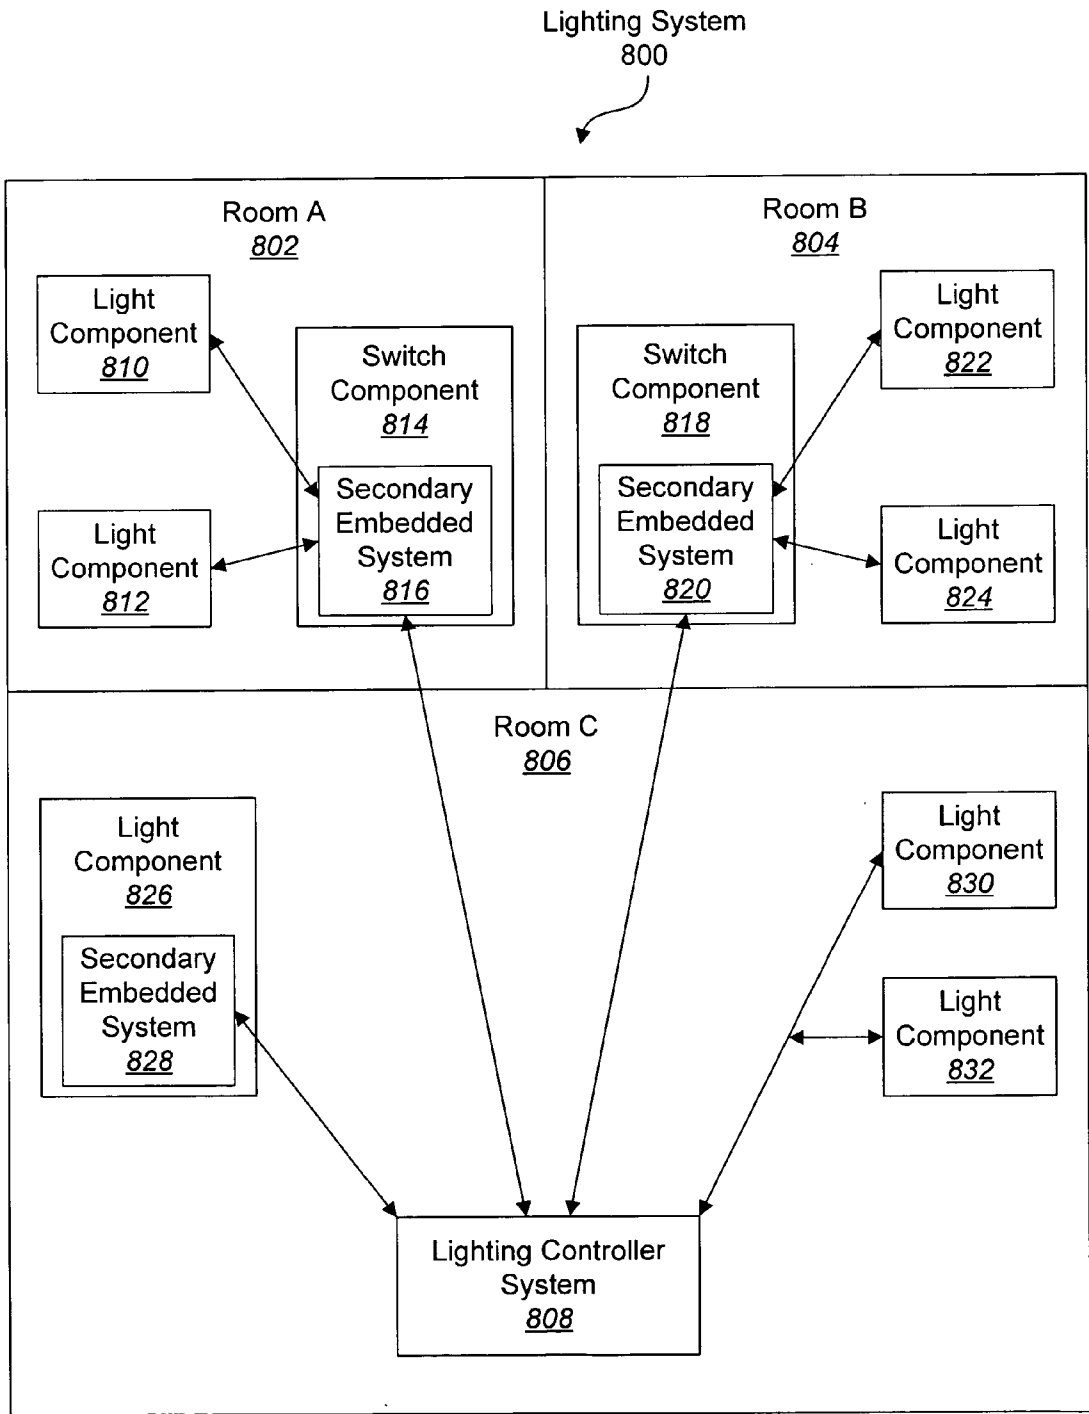 Lighting System
800
Room A
802
Room B
804
Light
Component
810
Switch
Component
814
Secondary
Embedded
System
816
Light
Component
812
Switch
Component
818
Secondary
Embedded
System
820
Light
Component
822
Light
Component
824
Room C
806
Light
Component
826
Secondary
Embedded
System
828
Light
Component
830
Light
Component
832
Lighting Controller
System
808